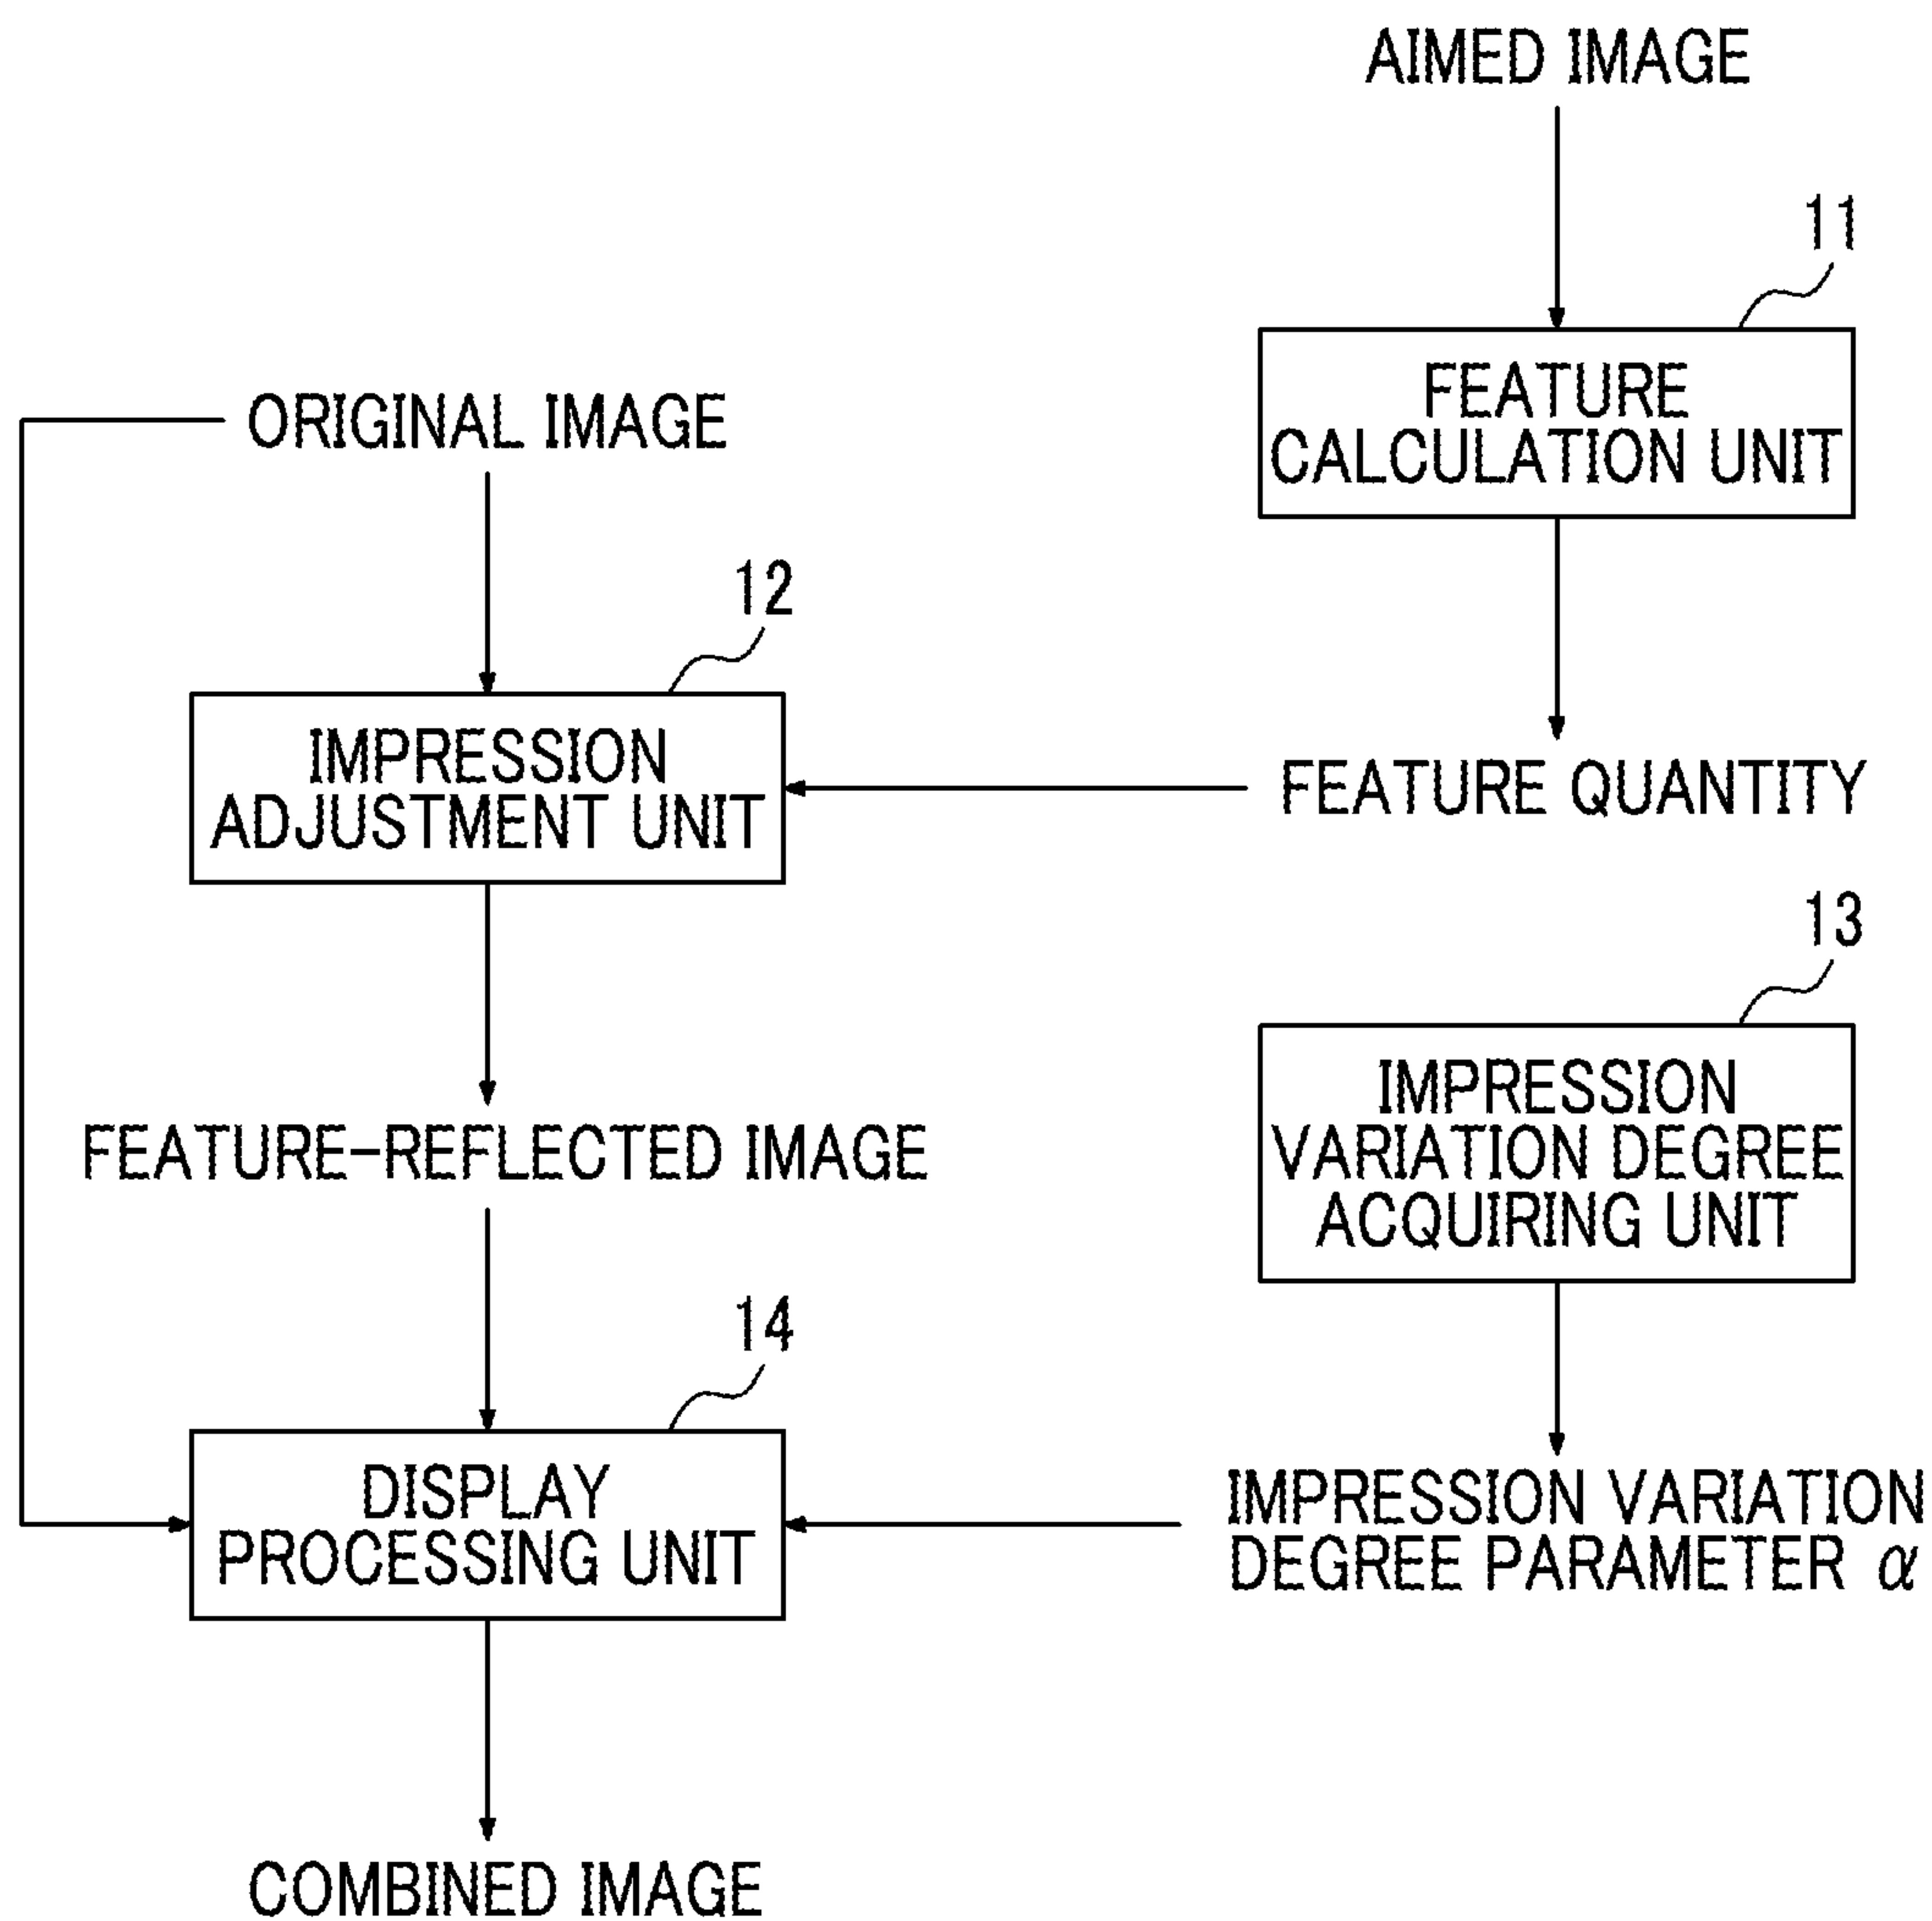 AIMED IMAGE
11
FEATURE
CALCULATION UNIT
ORIGINAL IMAGE
12
IMPRESSION
ADJUSTMENT UNIT
FEATURE QUANTITY
13
IMPRESSION
VARIATION DEGREE
ACQUIRING UNIT
FEATURE-REFLECTED IMAGE
14
DISPLAY
PROCESSING UNIT
IMPRESSION VARIATION
DEGREE PARAMETER α
COMBINED IMAGE